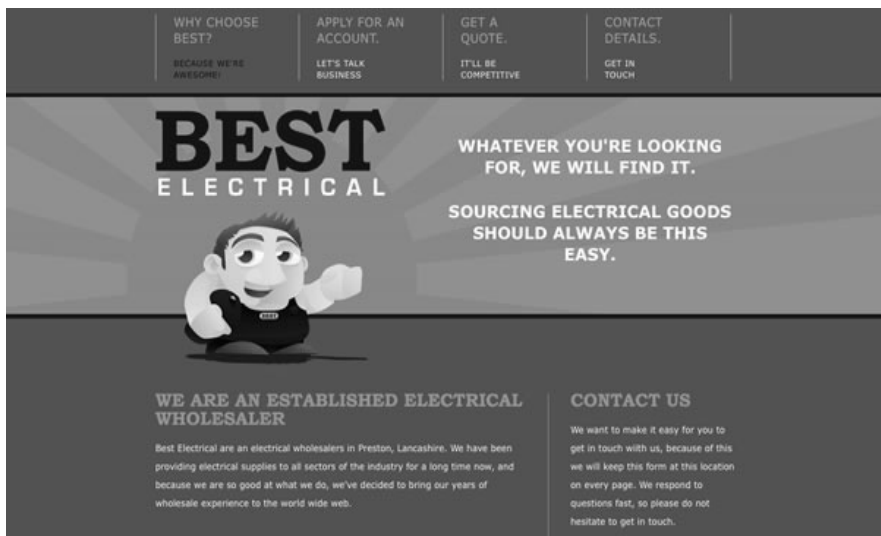 WHY CHOOSE
BEST?
BECAUSE WE'RE
AWESOME!
APPLY FOR AN
ACCOUNT.
LET'S TALK
BUSINESS
GET A
QUOTE.
IT'LL BE
COMPETITIVE
CONTACT
DETAILS.
GET IN
TOUCH
BEST
ELECTRICAL
WHATEVER YOU'RE LOOKING
FOR, WE WILL FIND IT.
SOURCING ELECTRICAL GOODS
SHOULD ALWAYS BE THIS
EASY.
BEST
WE ARE AN ESTABLISHED ELECTRICAL
WHOLESALER
Best Electrical are an electrical wholesalers in Preston, Lancashire. We have been
providing electrical supplies to all sectors of the industry for a long time now, and
because we are so good at what we do, we've decided to bring our years of
wholesale experience to the world wide web.
CONTACT US
We want to make it easy for you to
get in touch wiith us, because of this
we will keep this form at this location
on every page. We respond to
questions fast, so please do not
hesitate to get in touch.